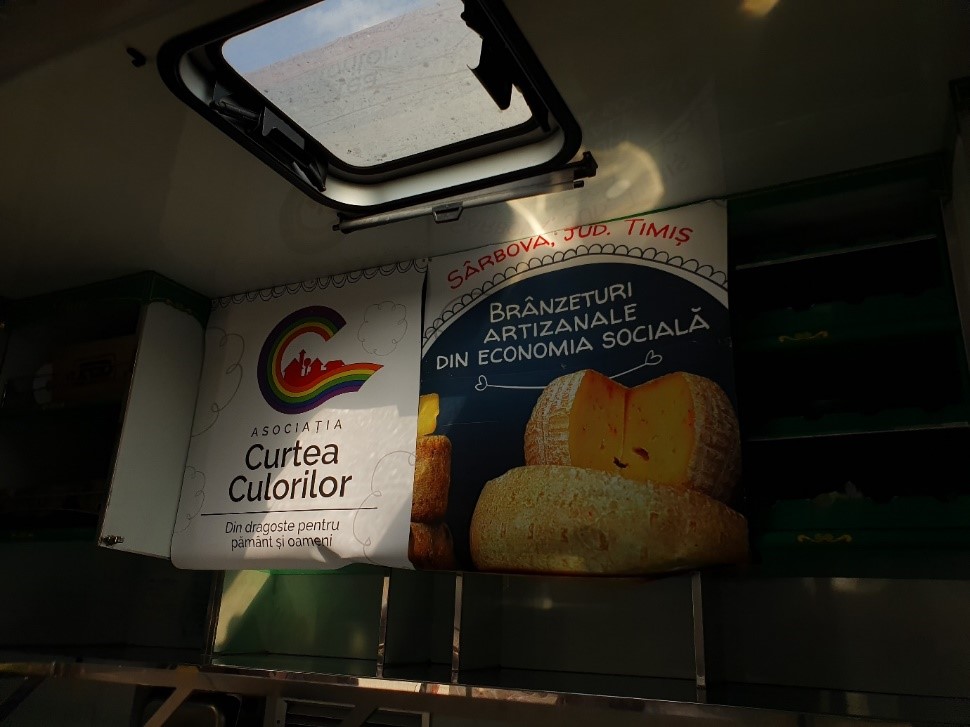 ASOCIAȚIA
Curtea
Culorilor
Din dragoste pentru
pământ și oameni
SÂRBOVA, JUD. TIMIȘ
BRÂNZETURI
ARTIZANALE
DIN ECONOMIA SOCIALĂ